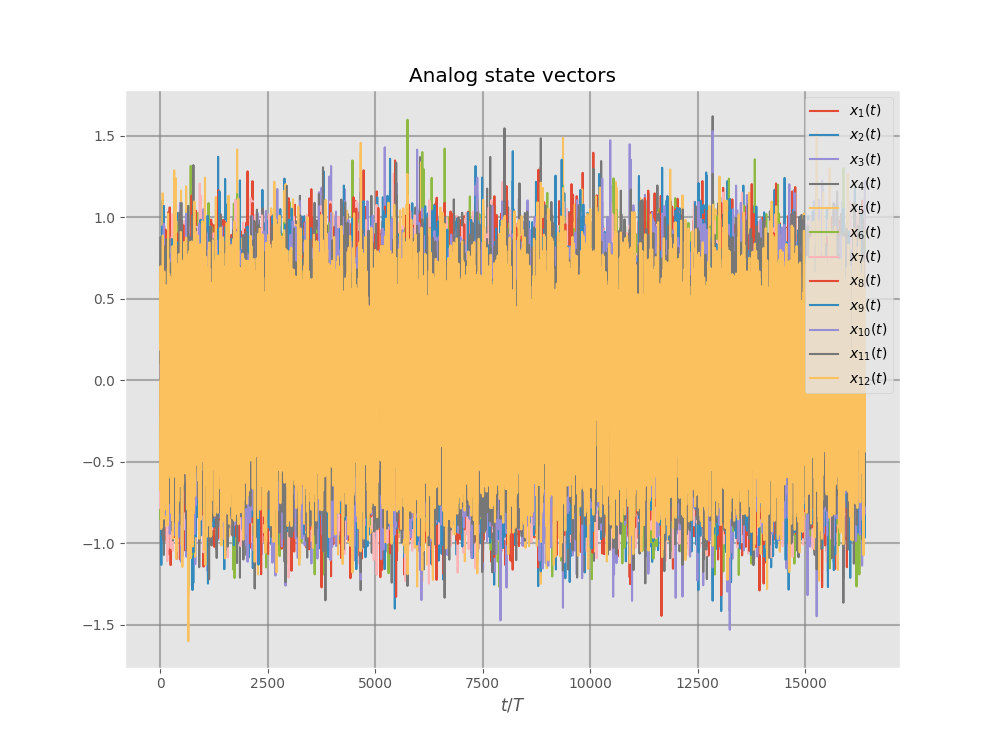 Analog state vectors
1.5
1.0
0.5
0.0
−0.5
−1.0
−1.5
0 2500 5000 7500 10000 12500 15000
t/T
x₁(t)
x₂(t)
x₃(t)
x₄(t)
x₅(t)
x₆(t)
x₇(t)
x₈(t)
x₉(t)
x₁₀(t)
x₁₁(t)
x₁₂(t)